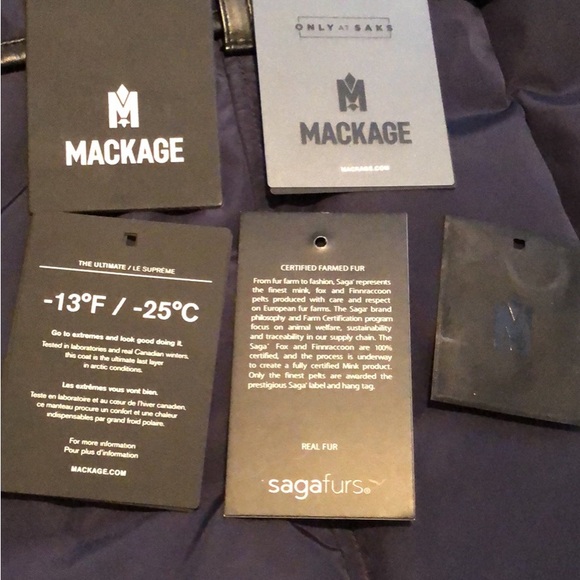 MACKAGE
ONLY AT SAKS
MACKAGE
MACKAGE.COM
THE ULTIMATE / LE SUPRÊME
-13ºF / -25ºC
Go to extremes and look good doing it.
Tested in laboratories and real Canadian winters,
this coat is the ultimate last layer
in arctic conditions.
Les extrêmes vous vont bien.
Teste en laboratoire et au cœur de l'hiver canadien,
ce manteau procure un confort et une chaleur
indispensables par grand froid polaire.
For more information
Pour plus d'information
MACKAGE.COM
CERTIFIED FARMED FUR
From fur farm to fashion, Saga® represents
the finest mink, fox and Finnraccoon
pelts produced with care and respect
on European fur farms. The Saga® brand
philosophy and Farm Certification program
focus on animal welfare, sustainability
and traceability in our supply chain. The
Saga® Fox and Finnraccoon are 100%
certified, and the process is underway
to create a fully certified Mink product.
Only the finest pelts are awarded the
prestigious Saga® label and hang tag.
REAL FUR
sagafurs®